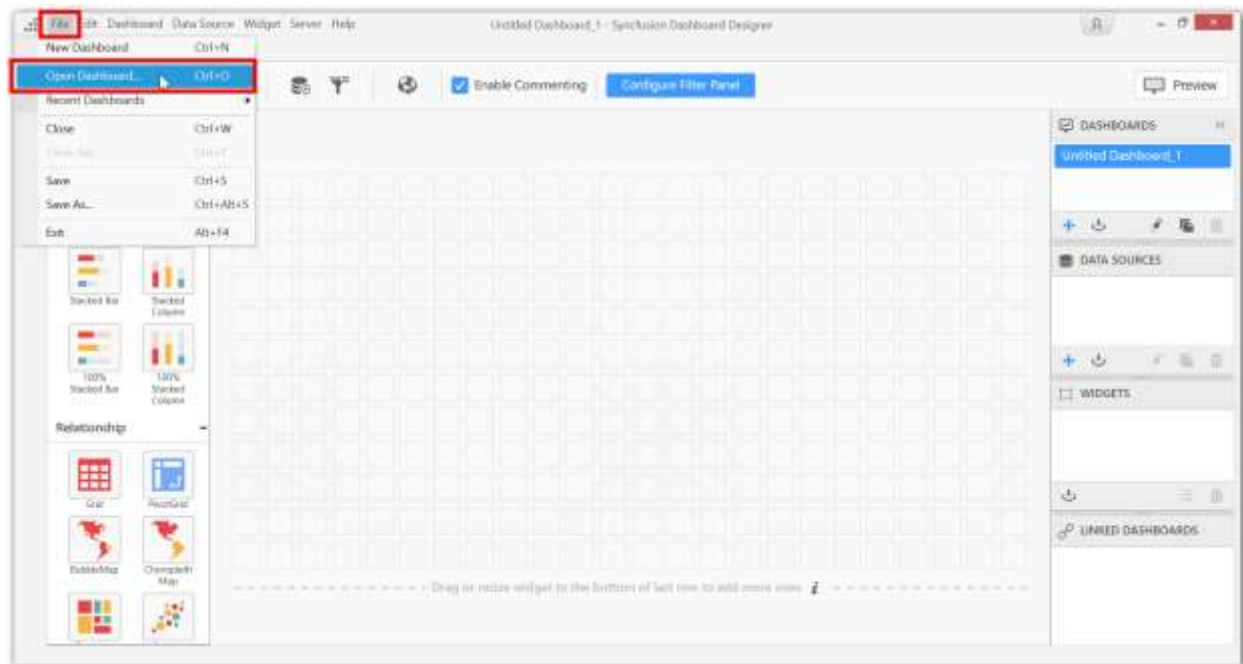 File Edit Dashboard Data Source Widget Server Help
Untitled Dashboard_1 - Syncfusion Dashboard Designer
New Dashboard Ctrl+N
Open Dashboard... Ctrl+O
Recent Dashboards
Close Ctrl+W
Close Tab Ctrl+T
Save Ctrl+S
Save As... Ctrl+Alt+S
Exit Alt+F4
Enable Commenting
Configure Filter Panel
Preview
Stacked Bar
Stacked
Column
100%
Stacked Bar
100%
Stacked
Column
Relationship
Grid
PivotGrid
BubbleMap
Choropleth
Map
Drag or resize widget to the bottom of last row to add more rows i
DASHBOARDS
Untitled Dashboard_1
DATA SOURCES
WIDGETS
LINKED DASHBOARDS